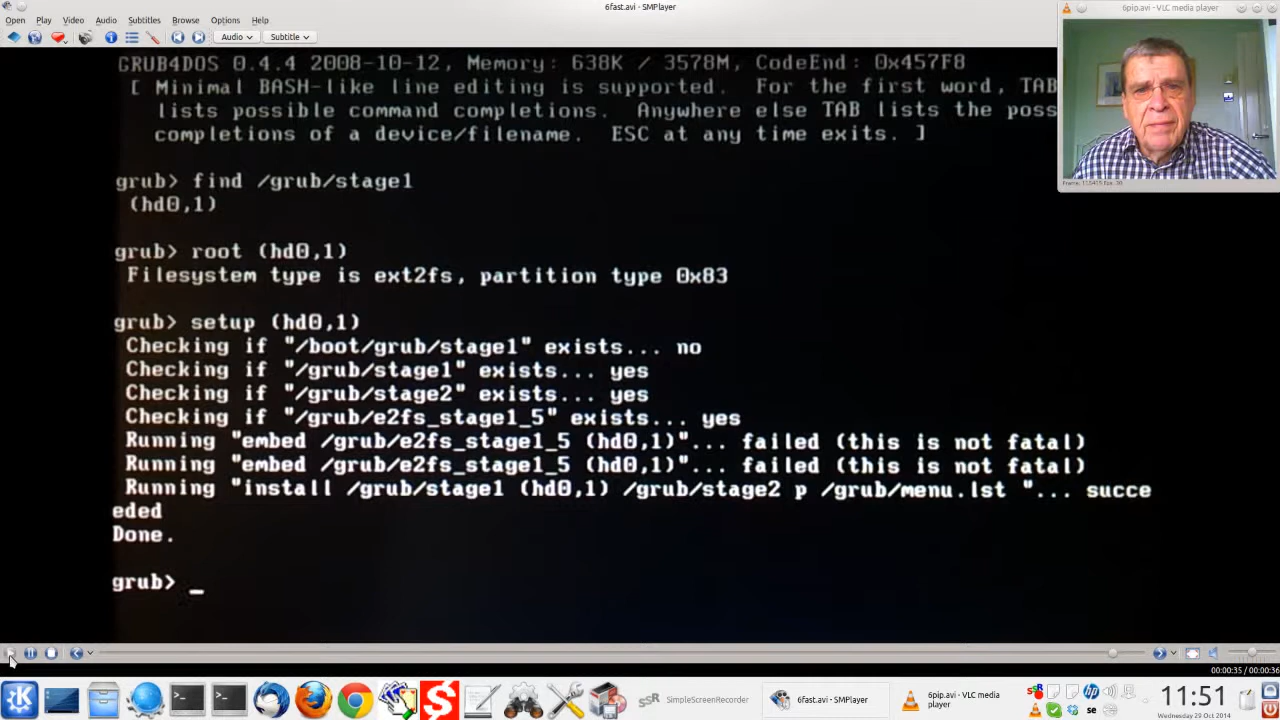 6fast.avi - SMPlayer
6pip.avi - VLC media player
Open Play Video Audio Subtitles Browse Options Help
Audio Subtitle
GRUB4DOS 0.4.4 2008-10-12, Memory: 638K / 3578M, CodeEnd: 0x457F8
[ Minimal BASH-like line editing is supported. For the first word, TAB
lists possible command completions. Anywhere else TAB lists the poss
completions of a device/filename. ESC at any time exits. ]
grub> find /grub/stage1
(hd0,1)
grub> root (hd0,1)
Filesystem type is ext2fs, partition type 0x83
grub> setup (hd0,1)
Checking if "/boot/grub/stage1" exists... no
Checking if "/grub/stage1" exists... yes
Checking if "/grub/stage2" exists... yes
Checking if "/grub/e2fs_stage1_5" exists... yes
Running "embed /grub/e2fs_stage1_5 (hd0,1)"... failed (this is not fatal)
Running "embed /grub/e2fs_stage1_5 (hd0,1)"... failed (this is not fatal)
Running "install /grub/stage1 (hd0,1) /grub/stage2 p /grub/menu.lst "... succe
eded
Done.
grub> _
00:00:35 / 00:00:36
SimpleScreenRecorder
6fast.avi - SMPlayer
6pip.avi - VLC media
player
se
11:51
Wednesday 29 Oct 2014